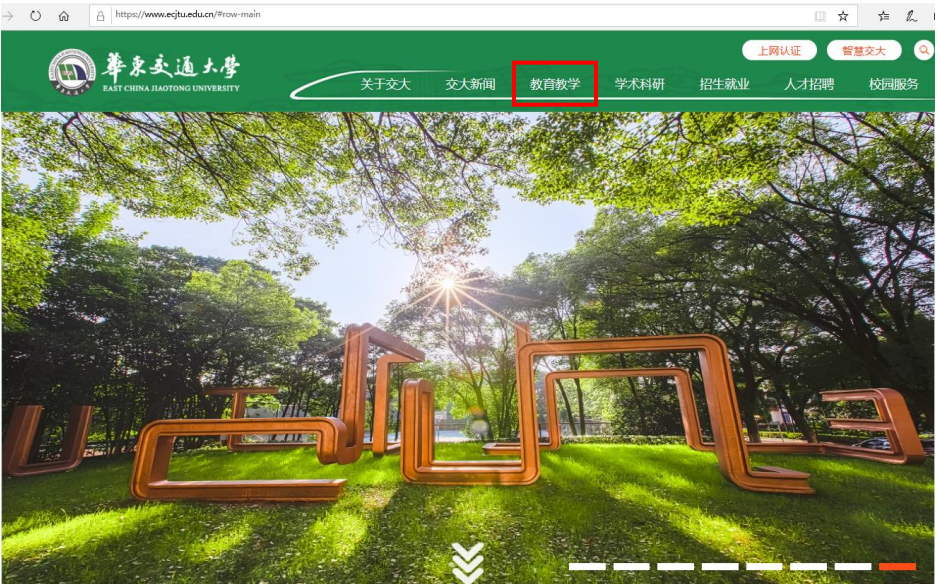 https://www.ecjtu.edu.cn/#row-main
上网认证 智慧交大
華東交通大學
EAST CHINA JIAOTONG UNIVERSITY
关于交大 交大新闻 教育教学 学术科研 招生就业 人才招聘 校园服务